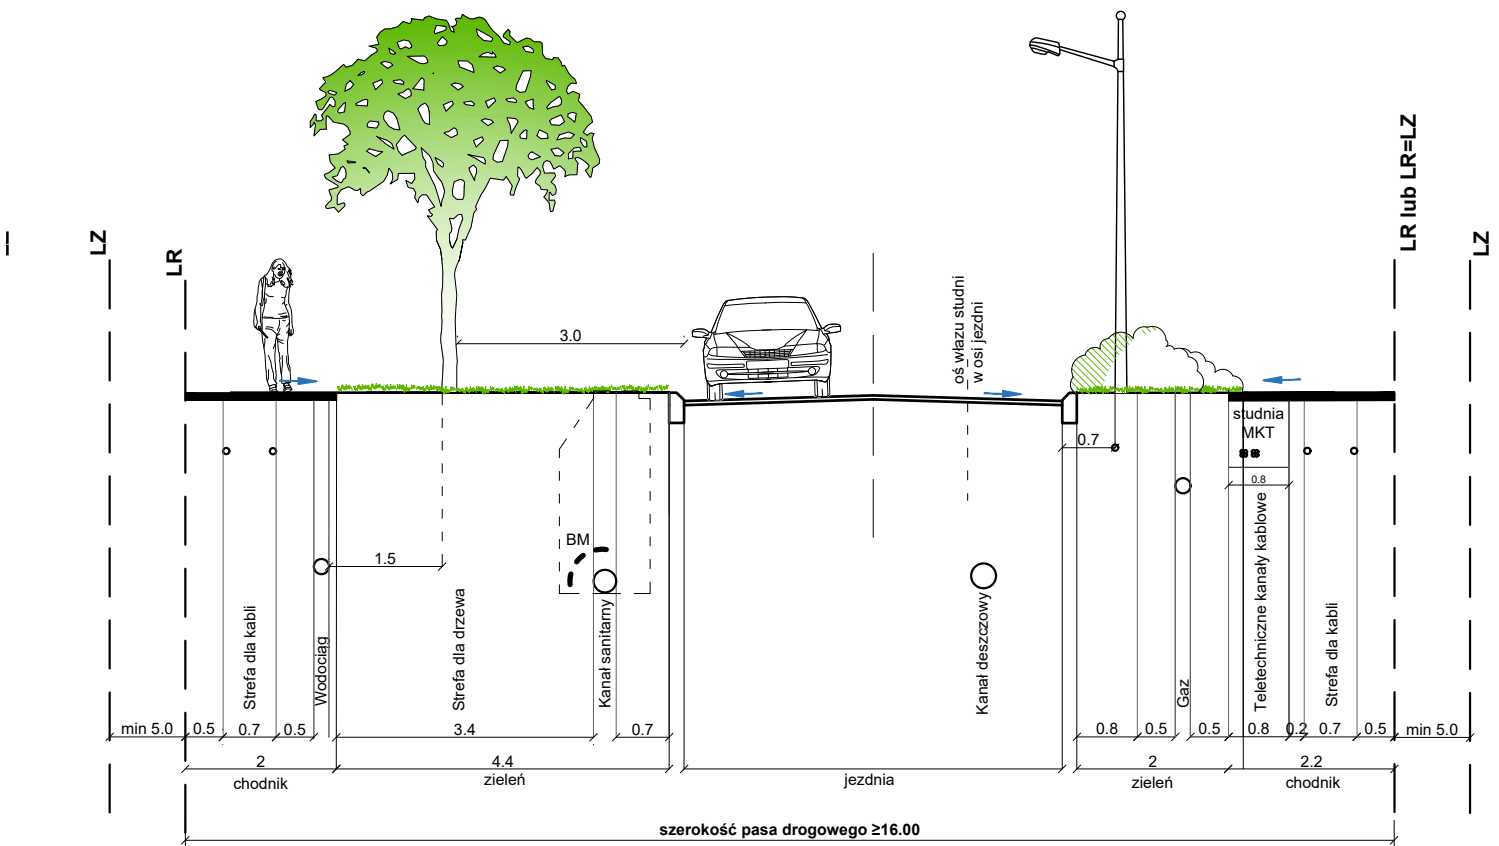 LZ
LR
LR lub LR=LZ
LZ
3.0
oś włazu studni
w osi jezdni
studnia
MKT
0.7
0.8
BM
1.5
Strefa dla kabli
Wodociąg
Strefa dla drzewa
Kanał sanitarny
Kanał deszczowy
Gaz
Teletechniczne kanały kablowe
Strefa dla kabli
min 5.0 0.5 0.7 0.5 3.4 0.7 0.8 0.5 0.5 0.8 0.2 0.7 0.5 min 5.0
2 4.4 2 2.2
chodnik zieleń jezdnia zieleń chodnik
szerokość pasa drogowego ≥16.00